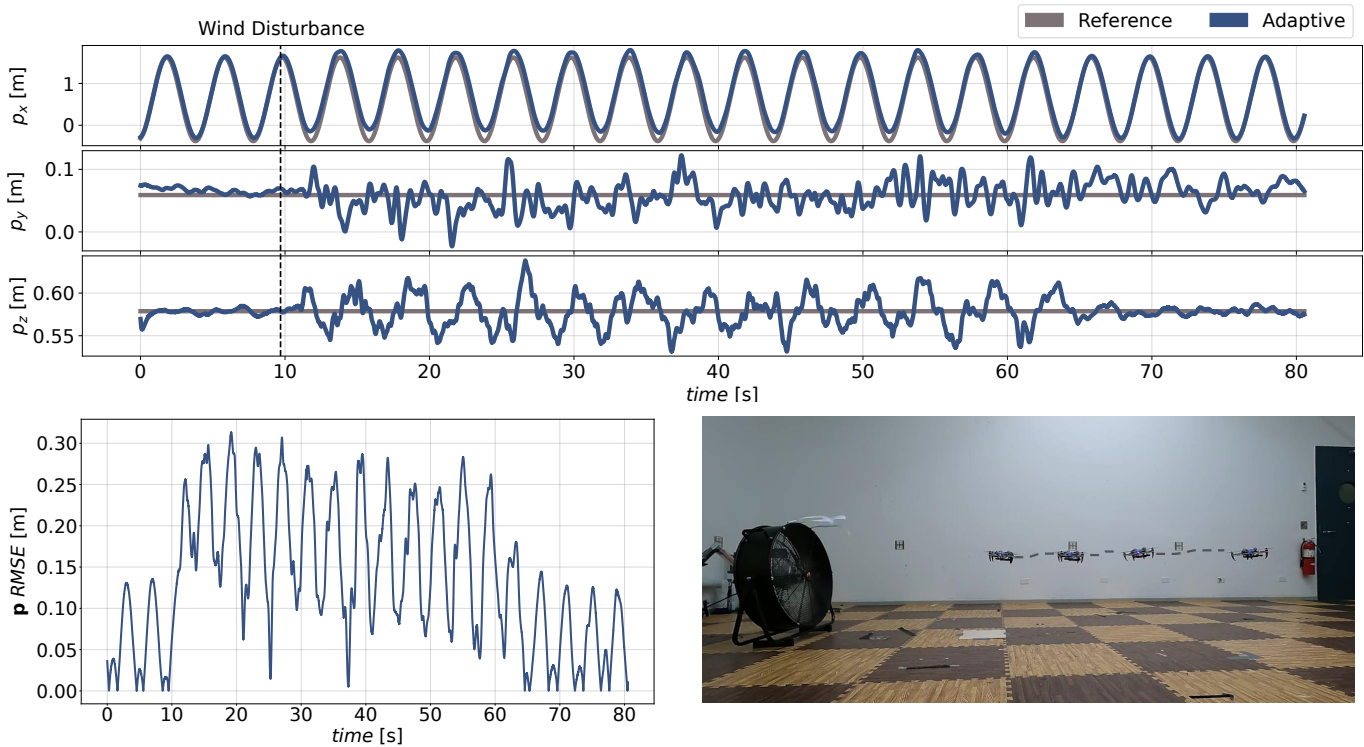 Wind Disturbance
Reference Adaptive
p_x [m]
1
0
p_y [m]
0.1
0.0
p_z [m]
0.60
0.55
0 10 20 30 40 50 60 70 80
time [s]
p RMSE [m]
0.30
0.25
0.20
0.15
0.10
0.05
0.00
0 10 20 30 40 50 60 70 80
time [s]